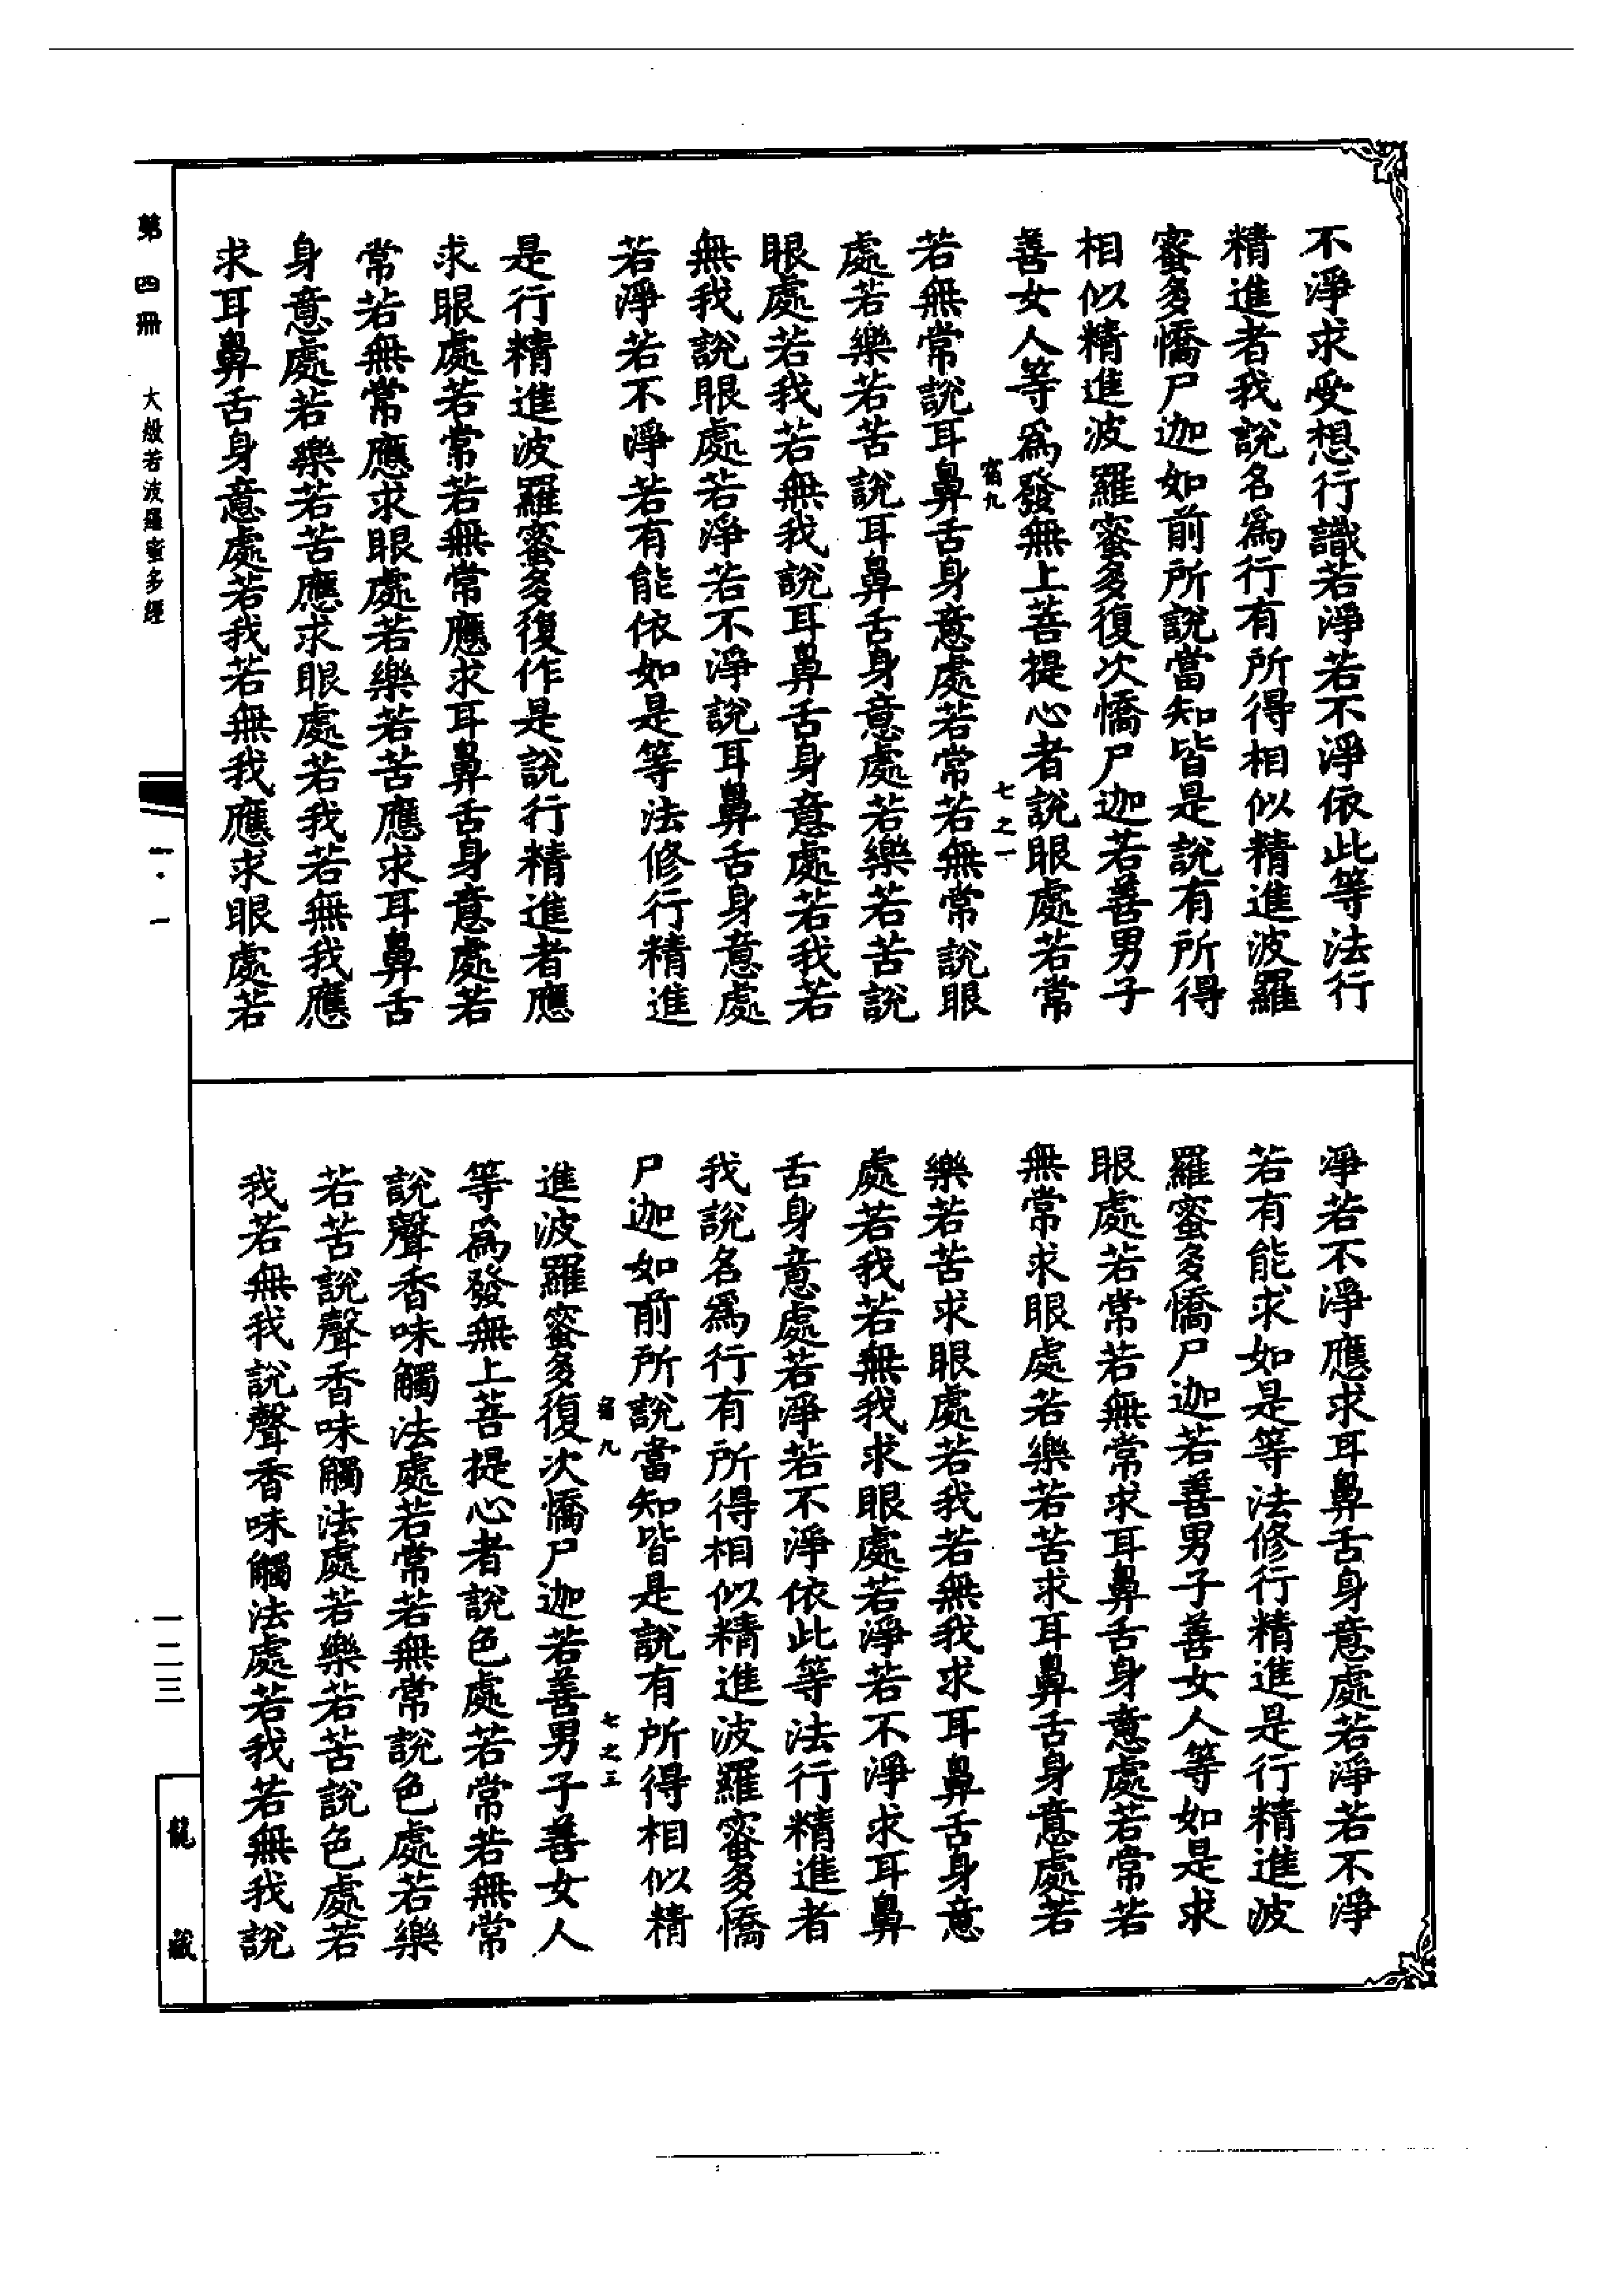 不淨求受想行識若淨若不淨依此等法行
精進者我說名為行有所得相似精進波羅
蜜多憍尸迦如前所說當知皆是說有所得
相似精進波羅蜜多復次憍尸迦若善男子
善女人等為發無上菩提心者說眼處若常
宿九
七之一
若無常說耳鼻舌身意處若常若無常說眼
處若樂若苦說耳鼻舌身意處若樂若苦說
眼處若我若無我說耳鼻舌身意處若我若
無我說眼處若淨若不淨說耳鼻舌身意處
若淨若不淨若有能依如是等法修行精進
是行精進波羅蜜多復作是說行精進者應
求眼處若常若無常應求耳鼻舌身意處若
常若無常應求眼處若樂若苦應求耳鼻舌
身意處若樂若苦應求眼處若我若無我應
求耳鼻舌身意處若我若無我應求眼處若
淨若不淨應求耳鼻舌身意處若淨若不淨
若有能求如是等法修行精進是行精進波
羅蜜多憍尸迦若善男子善女人等如是求
眼處若常若無常求耳鼻舌身意處若常若
無常求眼處若樂若苦求耳鼻舌身意處若
樂若苦求眼處若我若無我求耳鼻舌身意
處若我若無我求眼處若淨若不淨求耳鼻
舌身意處若淨若不淨依此等法行精進者
我說名為行有所得相似精進波羅蜜多憍
尸迦如前所說當知皆是說有所得相似精
宿九
七之三
進波羅蜜多復次憍尸迦若善男子善女人
等為發無上菩提心者說色處若常若無常
說聲香味觸法處若常若無常說色處若樂
若苦說聲香味觸法處若樂若苦說色處若
我若無我說聲香味觸法處若我若無我說
第四冊 大般若波羅蜜多經
一·一
一二三
龍藏